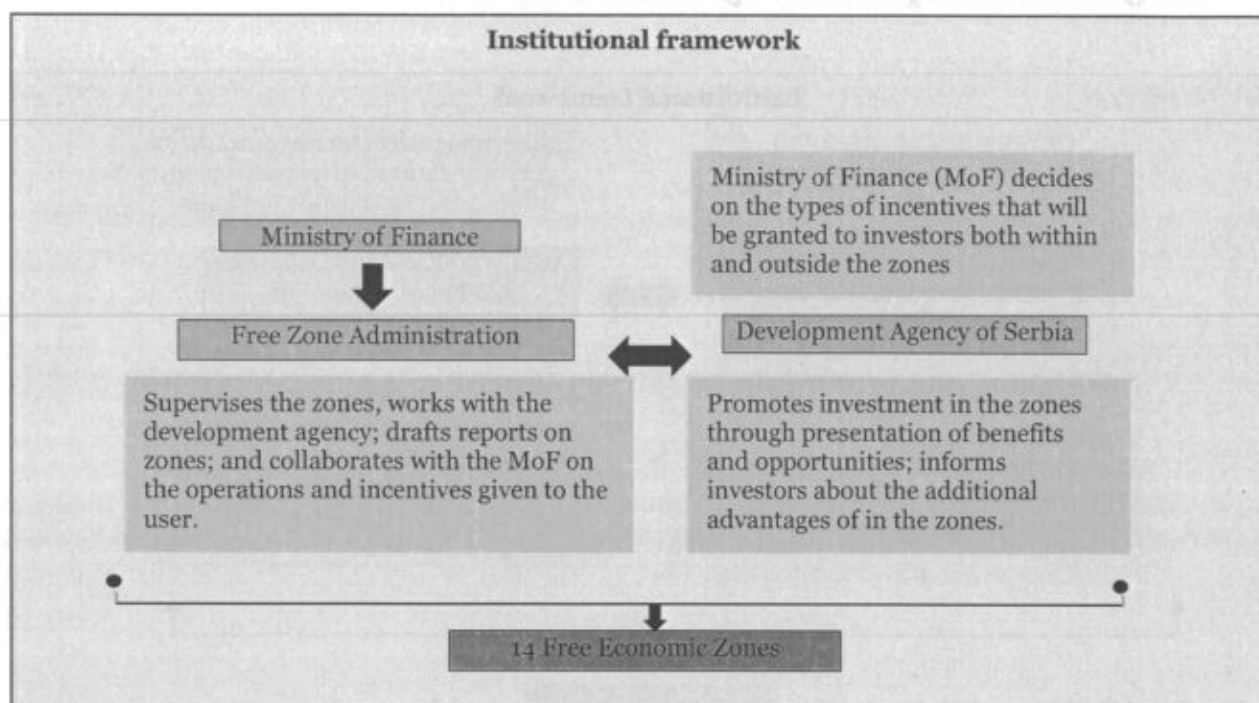 Institutional framework
Ministry of Finance
Ministry of Finance (MoF) decides
on the types of incentives that will
be granted to investors both within
and outside the zones
Free Zone Administration
Development Agency of Serbia
Supervises the zones, works with the
development agency; drafts reports on
zones; and collaborates with the MoF on
the operations and incentives given to the
user.
Promotes investment in the zones
through presentation of benefits
and opportunities; informs
investors about the additional
advantages of in the zones.
14 Free Economic Zones